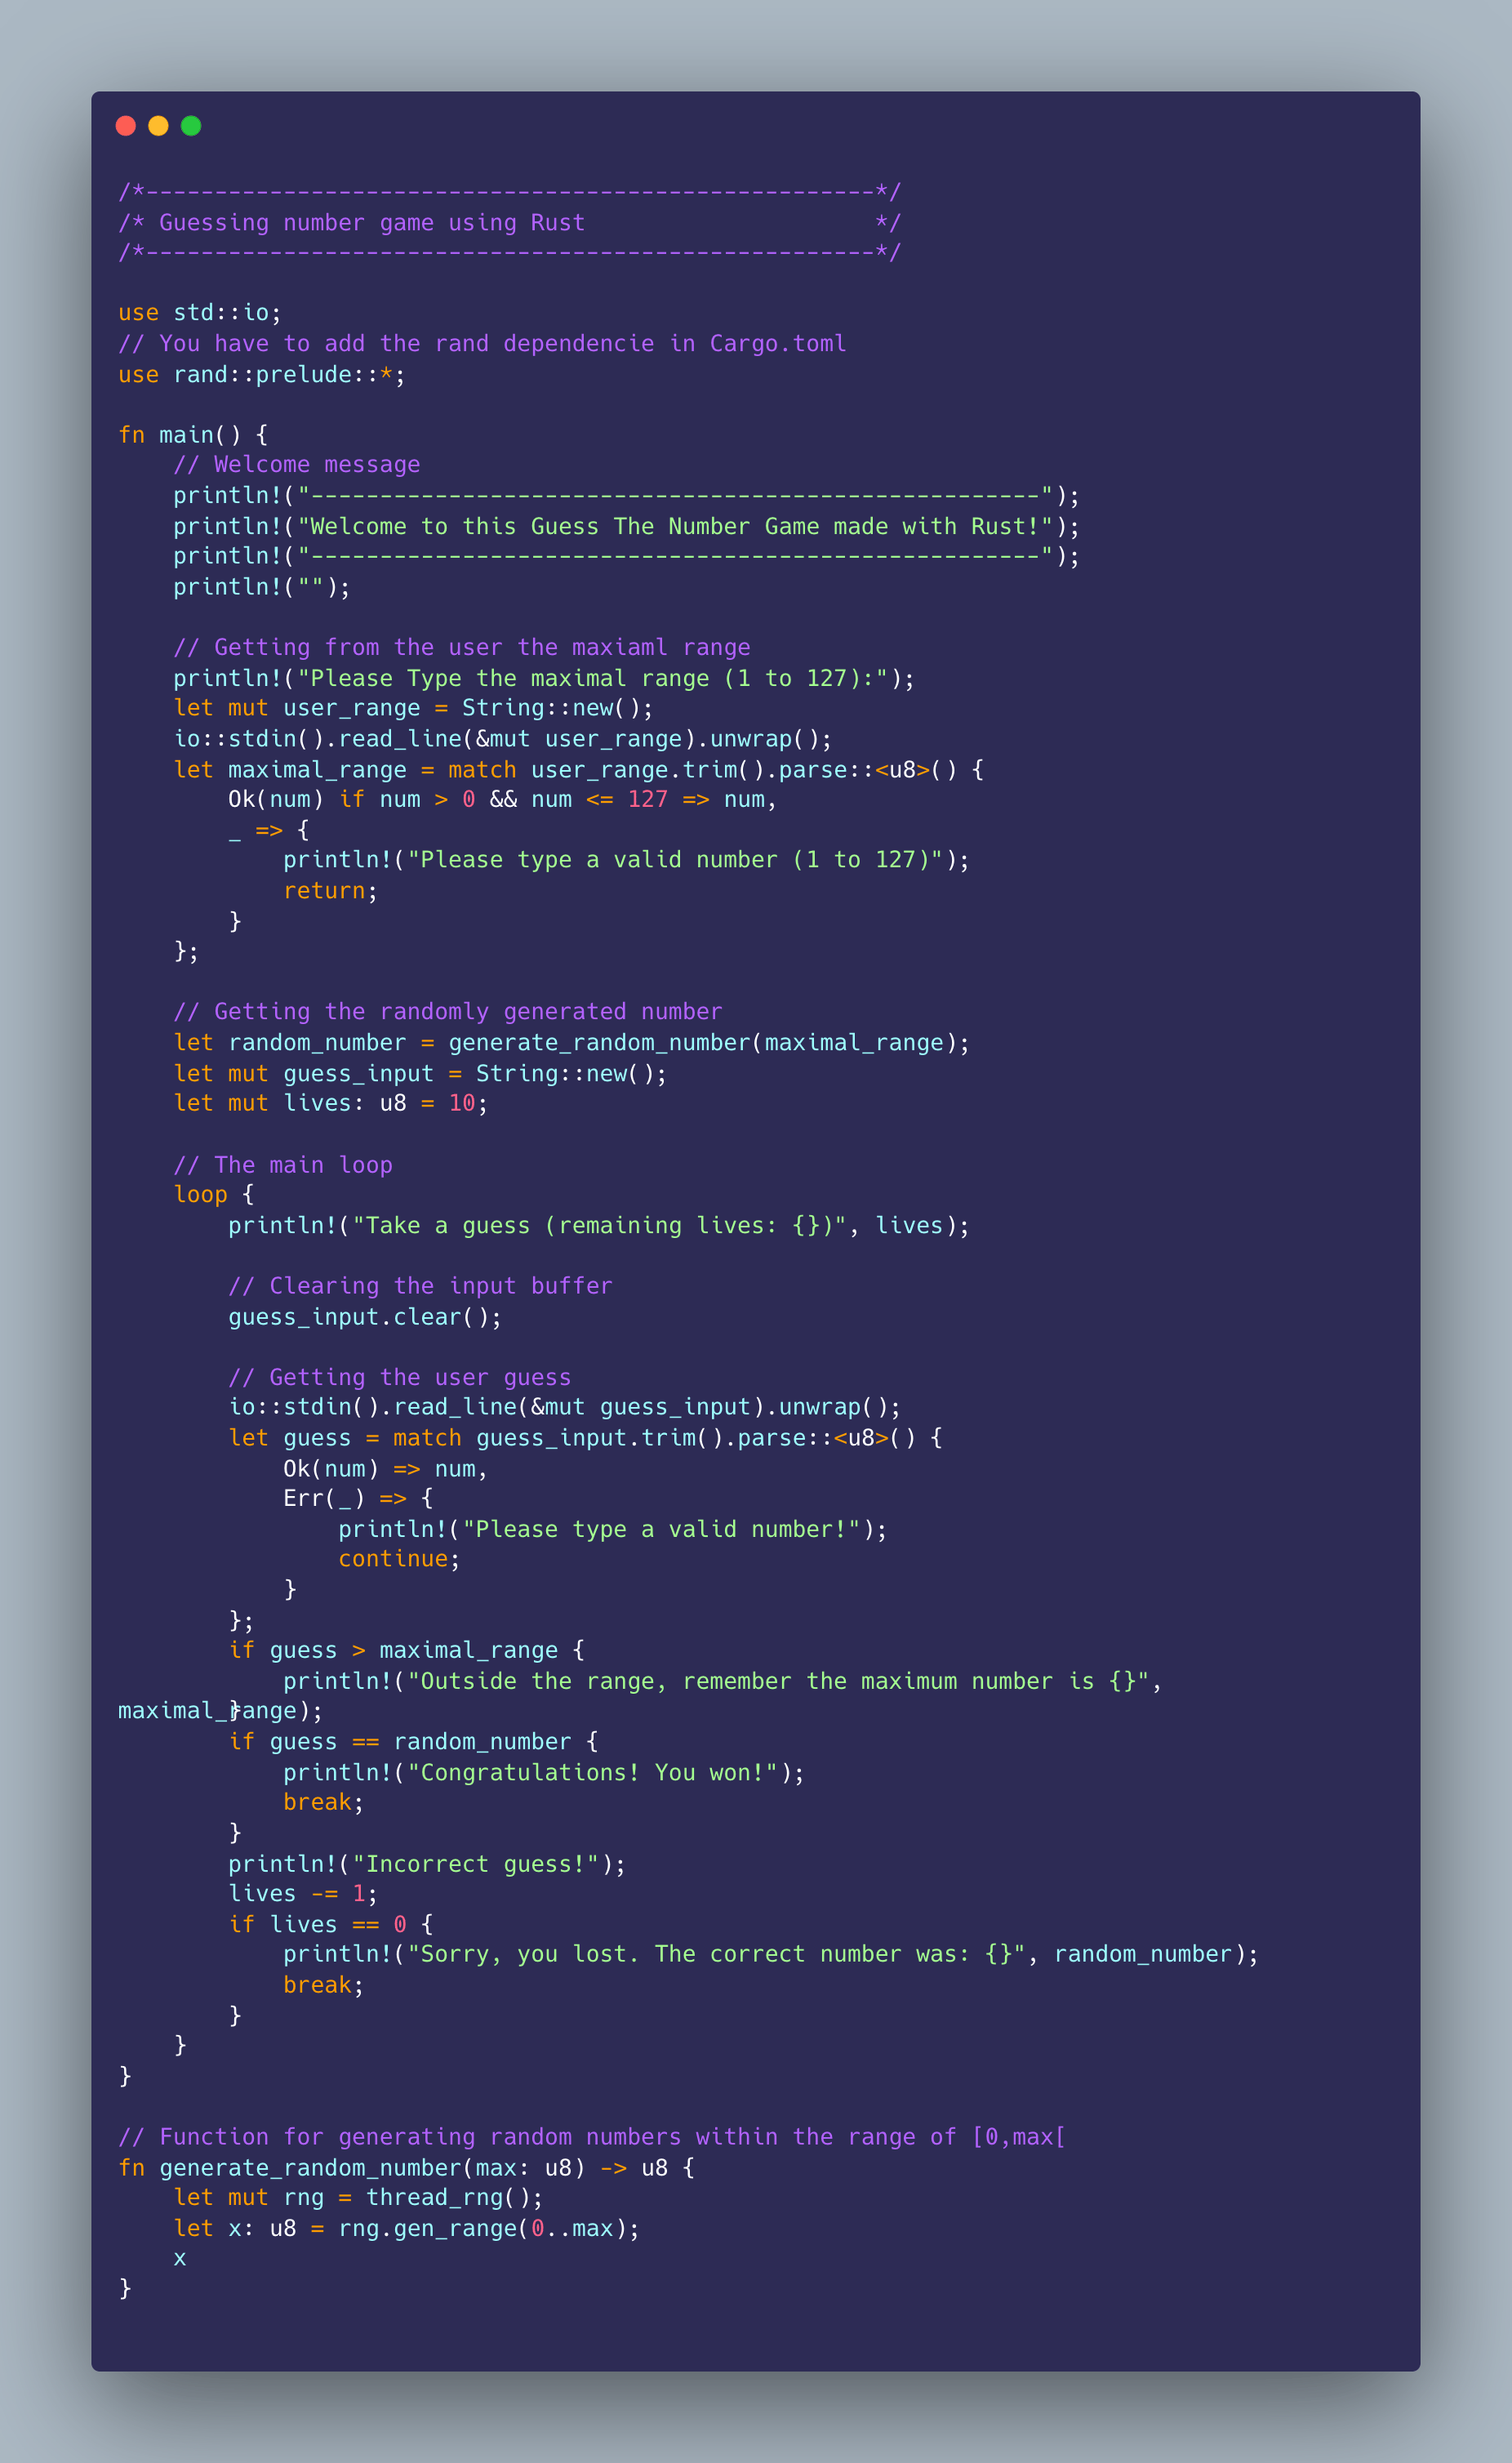 /*-----------------------------------------------------*/
/* Guessing number game using Rust                     */
/*-----------------------------------------------------*/

use std::io;
// You have to add the rand dependencie in Cargo.toml
use rand::prelude::*;

fn main() {
    // Welcome message
    println!("-----------------------------------------------------");
    println!("Welcome to this Guess The Number Game made with Rust!");
    println!("-----------------------------------------------------");
    println!("");

    // Getting from the user the maxiaml range
    println!("Please Type the maximal range (1 to 127):");
    let mut user_range = String::new();
    io::stdin().read_line(&mut user_range).unwrap();
    let maximal_range = match user_range.trim().parse::<u8>() {
        Ok(num) if num > 0 && num <= 127 => num,
        _ => {
            println!("Please type a valid number (1 to 127)");
            return;
        }
    };

    // Getting the randomly generated number
    let random_number = generate_random_number(maximal_range);
    let mut guess_input = String::new();
    let mut lives: u8 = 10;

    // The main loop
    loop {
        println!("Take a guess (remaining lives: {})", lives);

        // Clearing the input buffer
        guess_input.clear();

        // Getting the user guess
        io::stdin().read_line(&mut guess_input).unwrap();
        let guess = match guess_input.trim().parse::<u8>() {
            Ok(num) => num,
            Err(_) => {
                println!("Please type a valid number!");
                continue;
            }
        };
        if guess > maximal_range {
            println!("Outside the range, remember the maximum number is {}",
maximal_range);
        }
        if guess == random_number {
            println!("Congratulations! You won!");
            break;
        }
        println!("Incorrect guess!");
        lives -= 1;
        if lives == 0 {
            println!("Sorry, you lost. The correct number was: {}", random_number);
            break;
        }
    }
}

// Function for generating random numbers within the range of [0,max[
fn generate_random_number(max: u8) -> u8 {
    let mut rng = thread_rng();
    let x: u8 = rng.gen_range(0..max);
    x
}